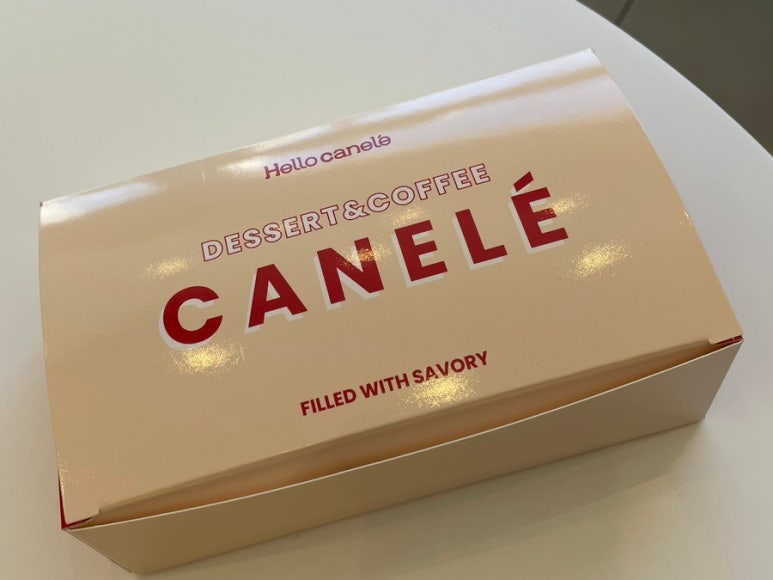 Hello canelé
DESSERT&COFFEE
CANELÉ
FILLED WITH SAVORY